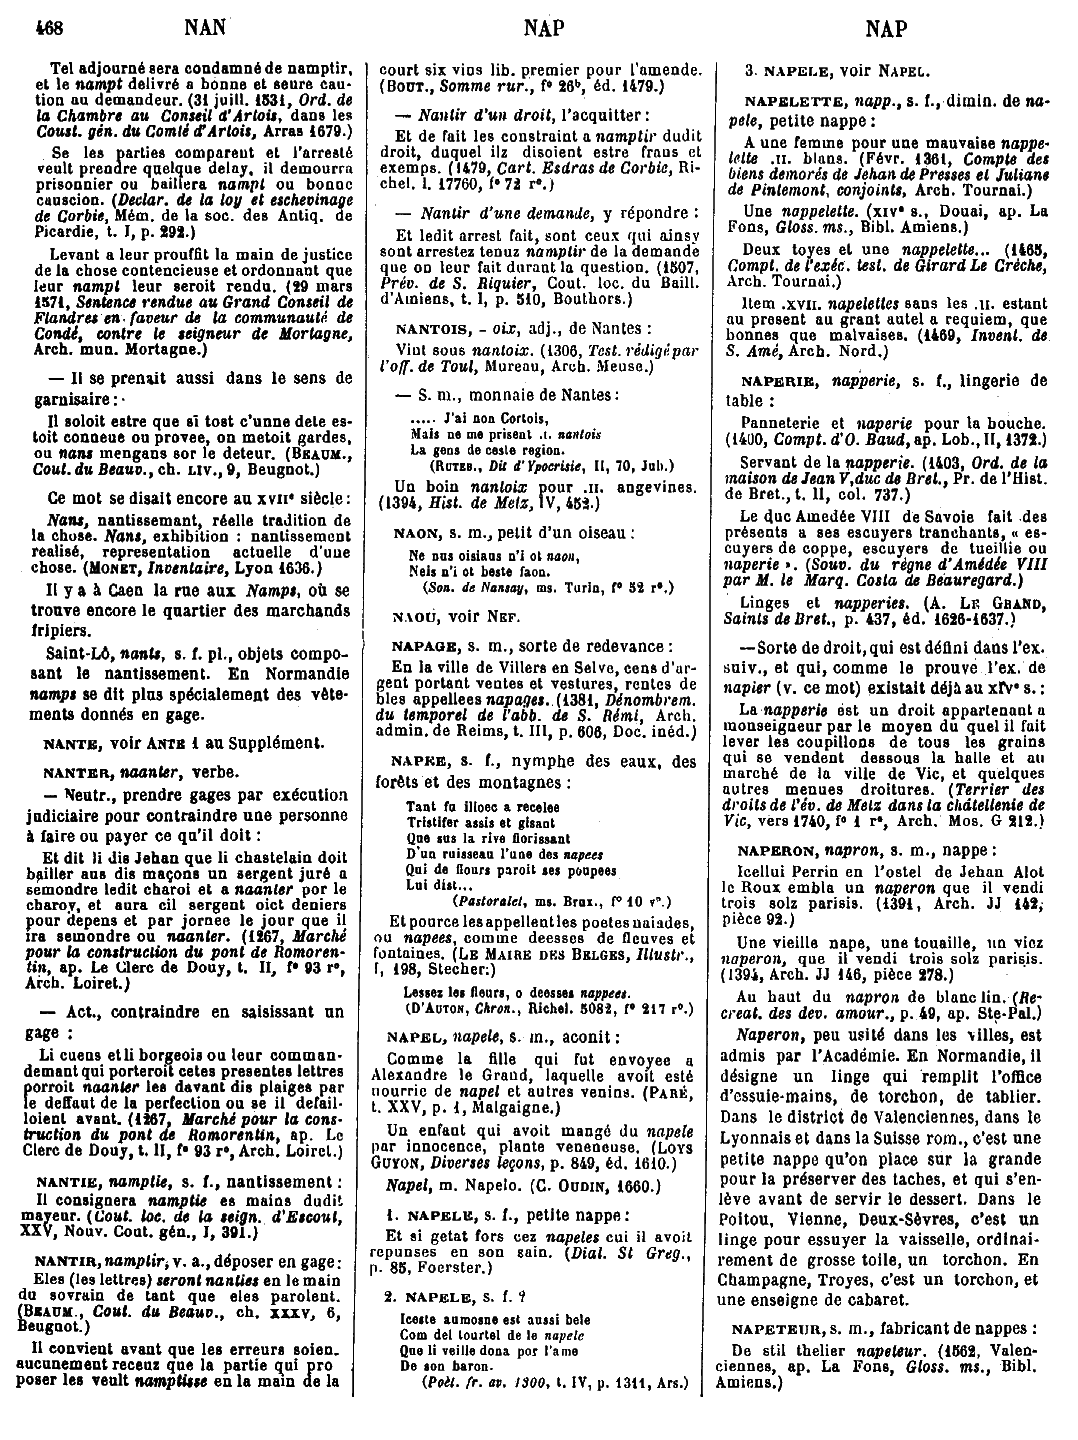 468 NAN NAP NAP
Tel adjourné sera condamné de namptir,
et le nampt delivré a bonne et seure cau-
tion au demandeur. (31 juill. 1531, Ord. de
la Chambre au Conseil d'Artois, dans les
Coust. gén. du Comté d'Artois, Arras 1679.)
Se les parties comparent et l'arresté
veult prendre quelque delay, il demourra
prisonnier ou baillera nampt ou bonne
causcion. (Declar. de la loy et eschevinage
de Corbie, Mém. de la soc. des Antiq. de
Picardie, t. I, p. 292.)
Levant a leur prouffit la main de justice
de la chose contencieuse et ordonnant que
leur nampt leur seroit rendu. (29 mars
1571, Sentence rendue au Grand Conseil de
Flandres en faveur de la communauté de
Condé, contre le seigneur de Mortagne,
Arch. mun. Mortagne.)
— Il se prenait aussi dans le sens de
garnisaire :
Il soloit estre que si tost c'unne dete es-
toit conneue ou provee, on metoit gardes,
ou nans mengans sor le deteur. (BEAUM.,
Cout. du Beauv., ch. LIV., 9, Beugnot.)
Ce mot se disait encore au XVIIe siècle :
Nans, nantissemant, réelle tradition de
la chose. Nans, exhibition : nantissement
realisé, representation actuelle d'une
chose. (MONET, Inventaire, Lyon 1636.)
Il y a à Caen la rue aux Namps, où se
trouve encore le quartier des marchands
fripiers.
Saint-Lô, nants, s. f. pl., objets compo-
sant le nantissement. En Normandie
namps se dit plus spécialement des vête-
ments donnés en gage.
NANTE, voir ANTE 1 au Supplément.
NANTER, naanter, verbe.
— Neutr., prendre gages par exécution
judiciaire pour contraindre une personne
à faire ou payer ce qu'il doit :
Et dit li dis Jehan que li chastelain doit
bailler aus dis maçons un sergent juré a
semondre ledit charoi et a naanter por le
charoy, et aura cil sergent oict deniers
pour depens et par jornee le jour que il
ira semondre ou naanter. (1267, Marché
pour la construction du pont de Romoren-
tin, ap. Le Clerc de Douy, t. II, f° 93 r°,
Arch. Loiret.)
— Act., contraindre en saisissant un
gage :
Li cuens et li borgeois ou leur comman-
demant qui porteroit cetes presentes lettres
porroit naanter les davant dis plaiges par
le deffaut de la perfection ou se il defail-
loient avant. (1267, Marché pour la cons-
truction du pont de Romorentin, ap. Le
Clerc de Douy, t. II, f° 93 r°, Arch. Loiret.)
NANTIE, namptie, s. f., nantissement :
Il consignera namptie es mains dudit
mayeur. (Cout. loc. de la seign. d'Escout,
XXV, Nouv. Cout. gén., I, 391.)
NANTIR, namptir, v. a., déposer en gage :
Eles (les lettres) seront nanties en le main
du sovrain de tant que eles parolent.
(BEAUM., Cout. du Beauv., ch. XXXV, 6,
Beugnot.)
Il convient avant que les erreurs soien.
aucunement receuz que la partie qui pro
poser les veult namptisse en la main de la
court six vins lib. premier pour l'amende.
(BOUT., Somme rur., f° 26b, éd. 1479.)
— Nantir d'un droit, l'acquitter :
Et de fait les constraint a namptir dudit
droit, duquel ilz disoient estre frans et
exemps. (1479, Cart. Esdras de Corbie, Ri-
chel. l. 17760, f° 72 r°.)
— Nantir d'une demande, y répondre :
Et ledit arrest fait, sont ceux qui ainsy
sont arrestez tenuz namptir de la demande
que on leur fait durant la question. (1507,
Prév. de S. Riquier, Cout. loc. du Baill.
d'Amiens, t. I, p. 510, Bouthors.)
NANTOIS, - oix, adj., de Nantes :
Vint sous nantoix. (1306, Test. rédigé par
l'off. de Toul, Mureau, Arch. Meuse.)
— S. m., monnaie de Nantes :
..... J'ai non Cortois,
Mais ne me prisent .I. nantois
La gens de ceste region.
(RUTEB., Dit d'Ypocrisie, II, 70, Jub.)
Un boin nantoix pour .II. angevines.
(1394, Hist. de Metz, IV, 452.)
NAON, s. m., petit d'un oiseau :
Ne nus oisiaus n'i ot naon,
Neis n'i ot beste faon.
(Son. de Nansay, ms. Turin, f° 52 r°.)
NAOU, voir NEF.
NAPAGE, s. m., sorte de redevance :
En la ville de Villers en Selve, cens d'ar-
gent portant ventes et vestures, rentes de
bles appellees napages. (1381, Dénombrem.
du temporel de l'abb. de S. Rémi, Arch.
admin. de Reims, t. III, p. 606, Doc. inéd.)
NAPEE, s. f., nymphe des eaux, des
forêts et des montagnes :
Tant fu illoec a recelee
Tristifer assis et gisant
Que sus la rive florissant
D'un ruisseau l'une des napees
Qui de flours paroit ses poupees
Lui dist...
(Pastoralet, ms. Brux., f° 10 v°.)
Et pource les appellent les poetes naiades,
ou napees, comme deesses de fleuves et
fontaines. (LE MAIRE DES BELGES, Illustr.,
I, 198, Stecher.)
Lessez les fleurs, o deesses nappees.
(D'AUTON, Chron., Richel. 5082, f° 217 r°.)
NAPEL, napele, s. m., aconit :
Comme la fille qui fut envoyee a
Alexandre le Grand, laquelle avoit esté
nourrie de napel et autres venins. (PARÉ,
t. XXV, p. 1, Malgaigne.)
Un enfant qui avoit mangé du napele
par innocence, plante veneneuse. (LOYS
GUYON, Diverses leçons, p. 849, éd. 1610.)
Napel, m. Napelo. (C. OUDIN, 1660.)
1. NAPELE, s. f., petite nappe :
Et si getat fors cez napeles cui il avoit
repunses en son sain. (Dial. St Greg.,
p. 85, Foerster.)
2. NAPELE, s. f. ?
Iceste aumosne est aussi bele
Com del tourtel de le napele
Que li veille dona por l'ame
De son baron.
(Poët. fr. av. 1300, t. IV, p. 1311, Ars.)
3. NAPELE, voir NAPEL.
NAPELETTE, napp., s. f., dimin. de na-
pele, petite nappe :
A une femme pour une mauvaise nappe-
lette .II. blans. (Févr. 1361, Compte des
biens demorés de Jehan de Presses et Juliane
de Pintemont, conjoints, Arch. Tournai.)
Une nappelette. (XIVe s., Douai, ap. La
Fons, Gloss. ms., Bibl. Amiens.)
Deux toyes et une nappelette... (1465,
Compt. de l'exéc. test. de Girard Le Crèche,
Arch. Tournai.)
Item .XVII. napelettes sans les .II. estant
au present au grant autel a requiem, que
bonnes que malvaises. (1469, Invent. de
S. Amé, Arch. Nord.)
NAPERIE, napperie, s. f., lingerie de
table :
Panneterie et naperie pour la bouche.
(1400, Compt. d'O. Baud, ap. Lob., II, 1372.)
Servant de la napperie. (1403, Ord. de la
maison de Jean V, duc de Bret., Pr. de l'Hist.
de Bret., t. II, col. 737.)
Le duc Amedée VIII de Savoie fait des
présents a ses escuyers tranchants, « es-
cuyers de coppe, escuyers de tueillie ou
naperie ». (Souv. du règne d'Amédée VIII
par M. le Marq. Costa de Beauregard.)
Linges et napperies. (A. LE GRAND,
Saints de Bret., p. 437, éd. 1626-1637.)
— Sorte de droit, qui est défini dans l'ex.
suiv., et qui, comme le prouve l'ex. de
napier (v. ce mot) existait déjà au XIVe s. :
La napperie est un droit appartenant a
monseigneur par le moyen du quel il fait
lever les coupillons de tous les grains
qui se vendent dessous la halle et au
marché de la ville de Vic, et quelques
autres menues droitures. (Terrier des
droits de l'év. de Metz dans la châtellenie de
Vic, vers 1740, f° 1 r°, Arch. Mos. G 212.)
NAPERON, napron, s. m., nappe :
Icellui Perrin en l'ostel de Jehan Alot
le Roux embla un naperon que il vendi
trois solz parisis. (1391, Arch. JJ 142,
pièce 92.)
Une vieille nape, une touaille, un viez
naperon, que il vendi trois solz parisis.
(1394, Arch. JJ 146, pièce 278.)
Au haut du napron de blanc lin. (Re-
creat. des dev. amour., p. 49, ap. Ste-Pal.)
Naperon, peu usité dans les villes, est
admis par l'Académie. En Normandie, il
désigne un linge qui remplit l'office
d'essuie-mains, de torchon, de tablier.
Dans le district de Valenciennes, dans le
Lyonnais et dans la Suisse rom., c'est une
petite nappe qu'on place sur la grande
pour la préserver des taches, et qui s'en-
lève avant de servir le dessert. Dans le
Poitou, Vienne, Deux-Sèvres, c'est un
linge pour essuyer la vaisselle, ordinai-
rement de grosse toile, un torchon. En
Champagne, Troyes, c'est un torchon, et
une enseigne de cabaret.
NAPETEUR, s. m., fabricant de nappes :
De stil thelier napeteur. (1562, Valen-
ciennes, ap. La Fons, Gloss. ms., Bibl.
Amiens.)